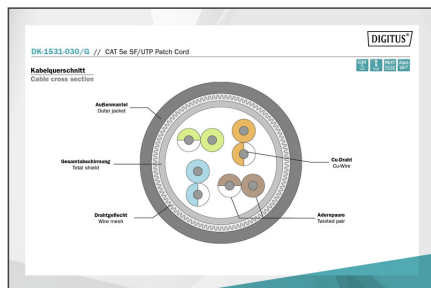 DIGITUS®
DK-1531-030/G // CAT 5e SF/UTP Patch Cord
Kabelquerschnitt
Cable cross section
Außenmantel
Outer jacket
Gesamtabschirmung
Total shield
Drahtgeflecht
Wire mesh
Cu-Draht
Cu-Wire
Adernpaare
Twisted pair